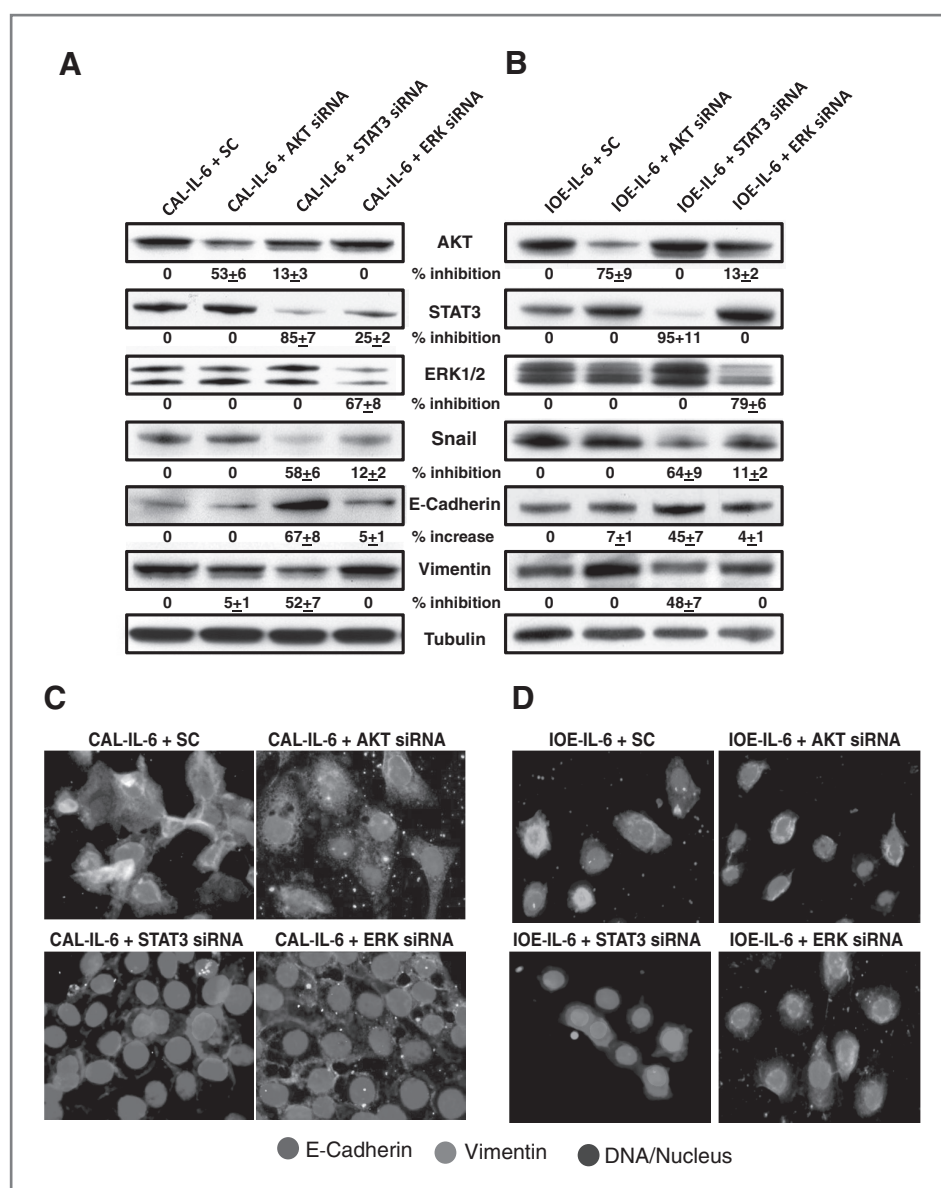 A
B
CAL-IL-6 + SC
CAL-IL-6 + AKT siRNA
CAL-IL-6 + STAT3 siRNA
CAL-IL-6 + ERK siRNA
IOE-IL-6 + SC
IOE-IL-6 + AKT siRNA
IOE-IL-6 + STAT3 siRNA
IOE-IL-6 + ERK siRNA
AKT
0 53±6 13±3 0 % inhibition 0 75±9 0 13±2
STAT3
0 0 85±7 25±2 % inhibition 0 0 95+11 0
ERK1/2
0 0 0 67±8 % inhibition 0 0 0 79±6
Snail
0 0 58±6 12±2 % inhibition 0 0 64±9 11±2
E-Cadherin
0 0 67±8 5±1 % increase 0 7±1 45±7 4±1
Vimentin
0 5±1 52±7 0 % inhibition 0 0 48±7 0
Tubulin
C
D
CAL-IL-6 + SC CAL-IL-6 + AKT siRNA
IOE-IL-6 + SC IOE-IL-6 + AKT siRNA
CAL-IL-6 + STAT3 siRNA CAL-IL-6 + ERK siRNA
IOE-IL-6 + STAT3 siRNA IOE-IL-6 + ERK siRNA
E-Cadherin Vimentin DNA/Nucleus